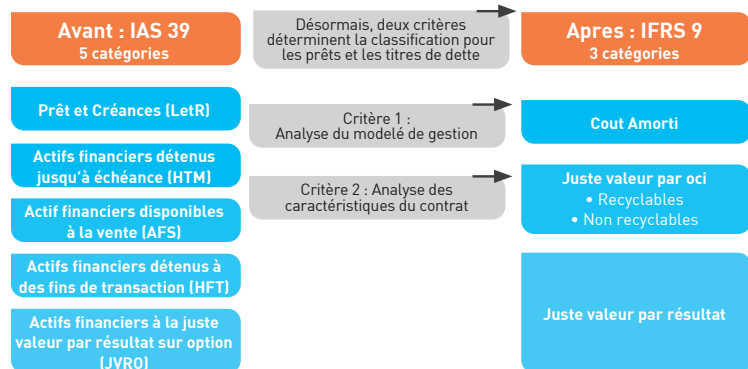 Avant : IAS 39
5 catégories
Prêt et Créances (LetR)
Actifs financiers détenus
jusqu'à échéance (HTM)
Actif financiers disponibles
à la vente (AFS)
Actifs financiers détenus à
des fins de transaction (HFT)
Actifs financiers à la juste
valeur par résultat sur option
(JVRO)
Désormais, deux critères
déterminent la classification pour
les prêts et les titres de dette
Critère 1 :
Analyse du modelé de gestion
Critère 2 : Analyse des
caractéristiques du contrat
Apres : IFRS 9
3 catégories
Cout Amorti
Juste valeur par oci
• Recyclables
• Non recyclables
Juste valeur par résultat